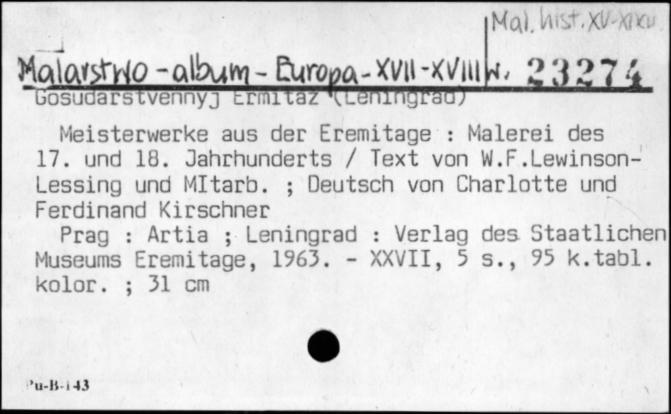 Mal. hist. XV-XIX w.
Malarstwo - album - Europa - XVII - XVIII w. 23274
Gosudarstvennyj Ermitaz (Leningrad)
Meisterwerke aus der Eremitage : Malerei des
17. und 18. Jahrhunderts / Text von W.F.Lewinson-
Lessing und MItarb. ; Deutsch von Charlotte und
Ferdinand Kirschner
Prag : Artia ; Leningrad : Verlag des Staatlichen
Museums Eremitage, 1963. - XXVII, 5 s., 95 k.tabl.
kolor. ; 31 cm
Pu-B-143